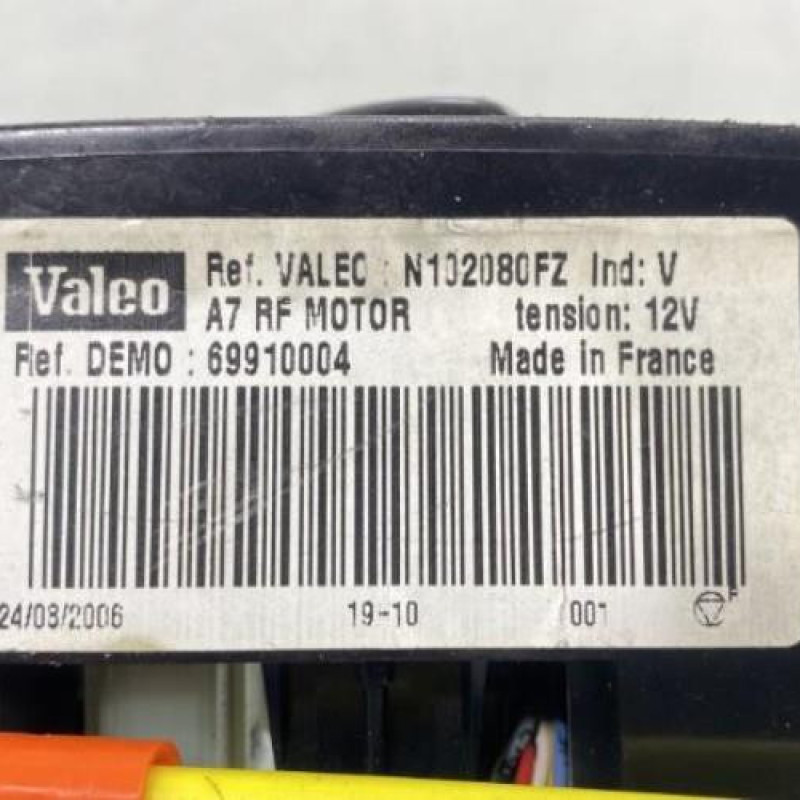 Valeo
Ref. VALEO : N102080FZ Ind: V
A7 RF MOTOR tension: 12V
Ref. DEMO : 69910004 Made in France
24/08/2006 19-10 001 F